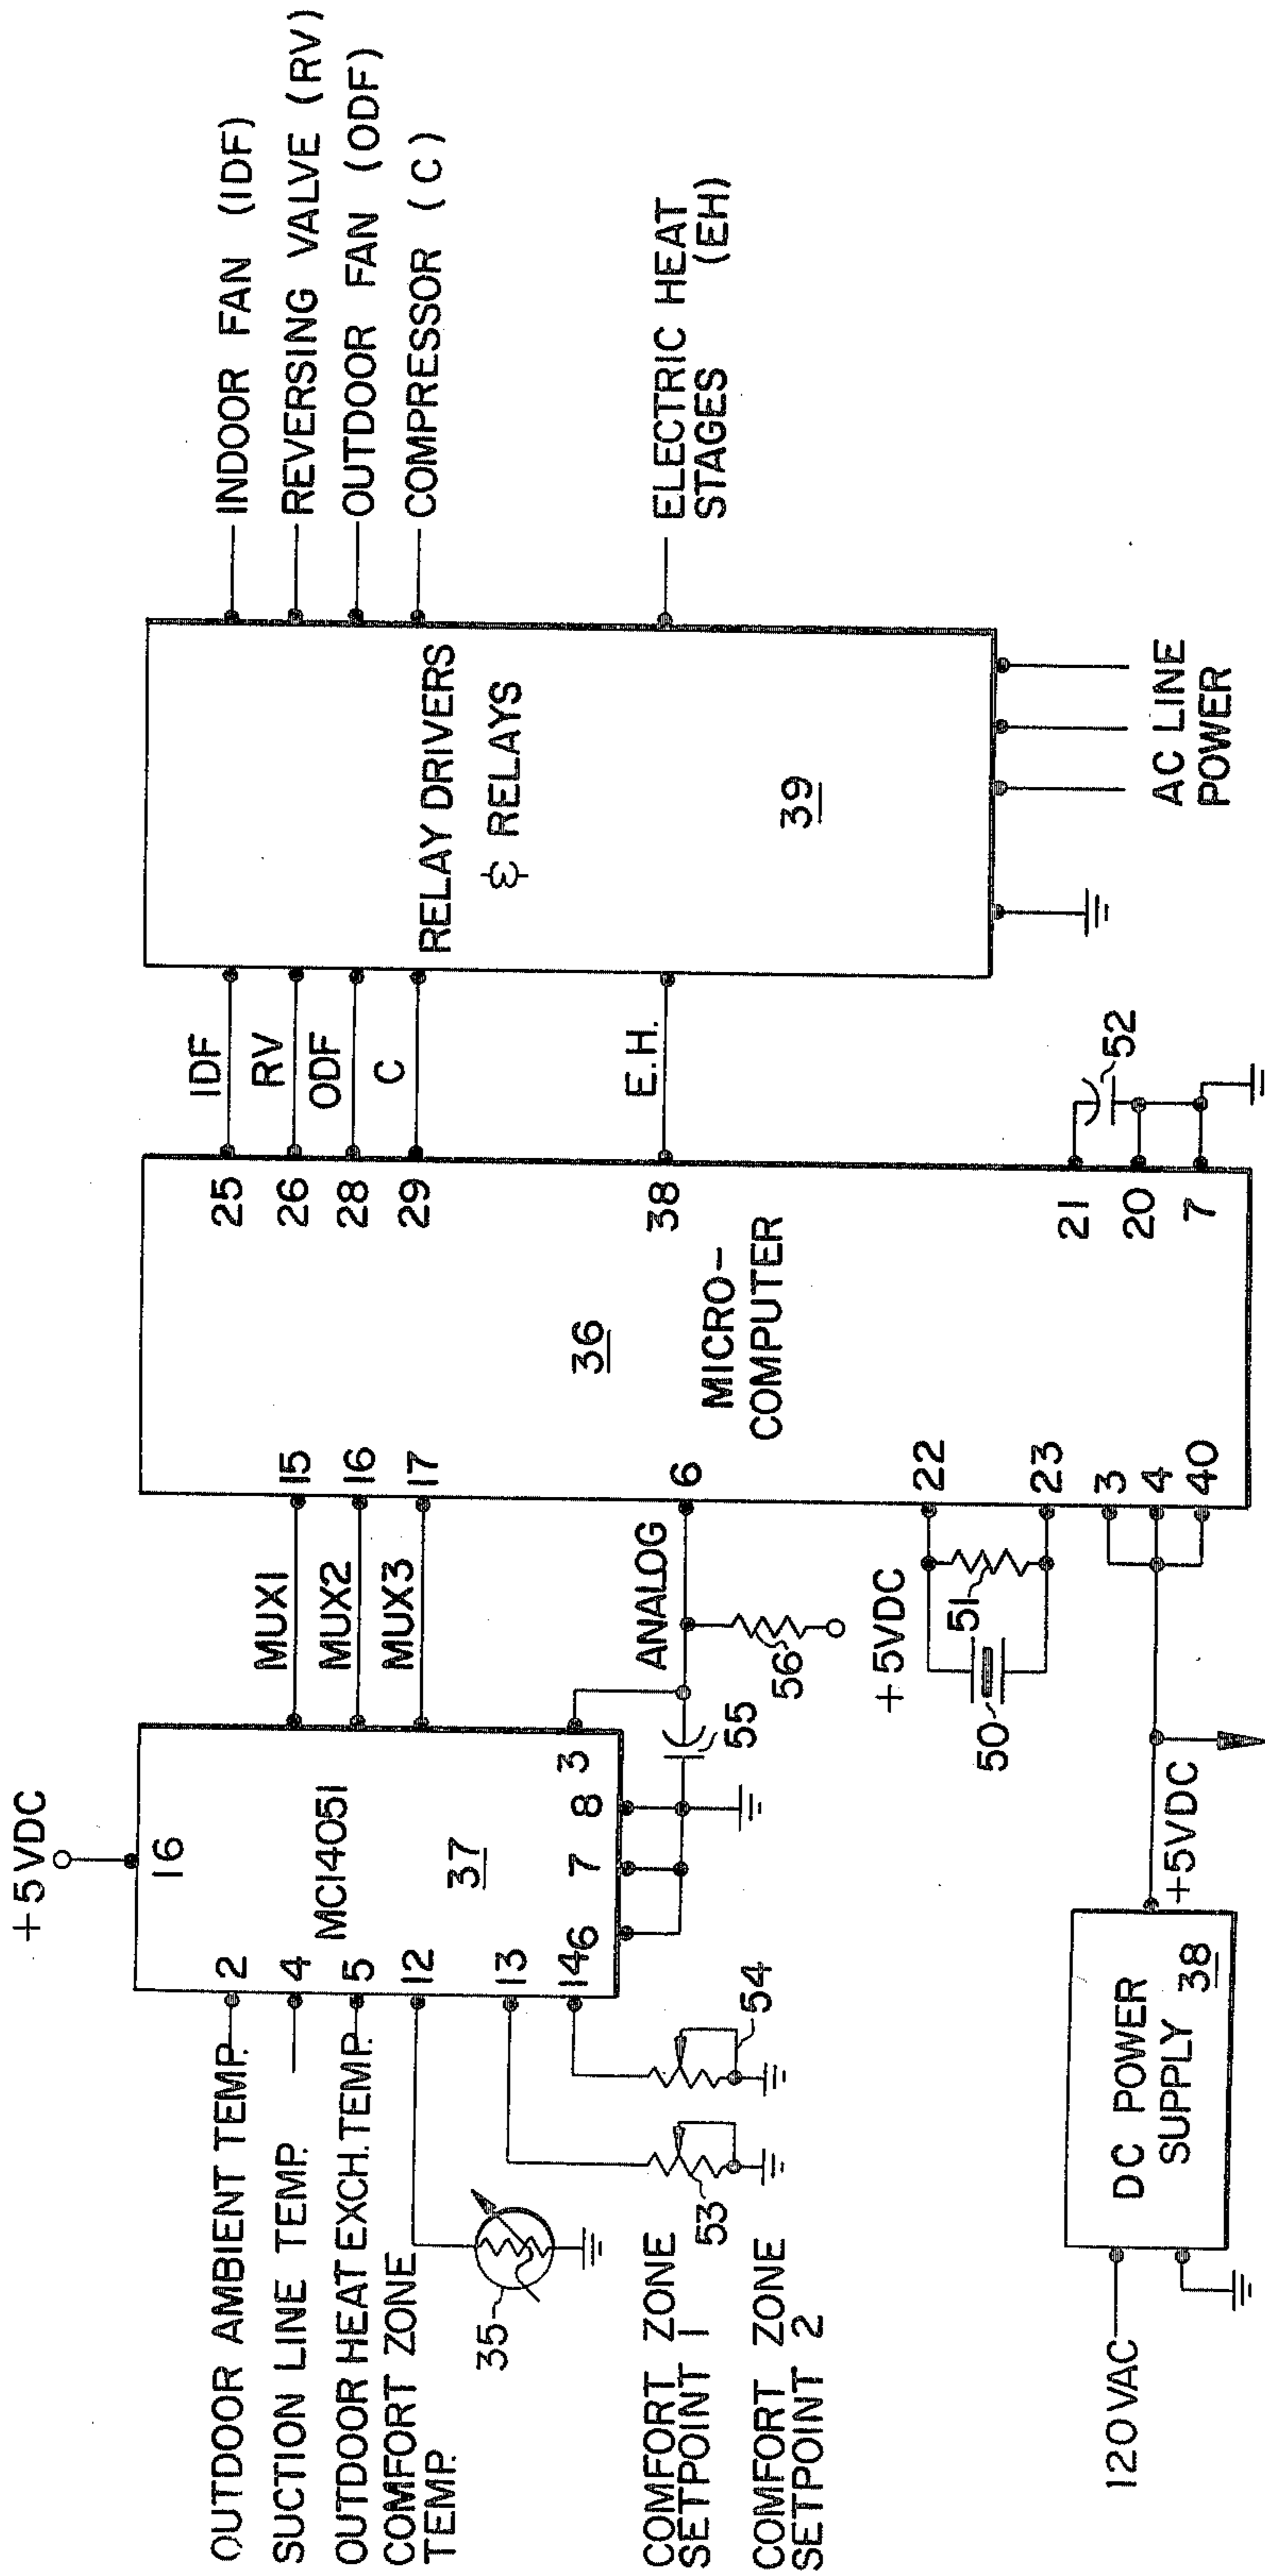 +5VDC
16
MC14051
37
OUTDOOR AMBIENT TEMP.
2
SUCTION LINE TEMP.
4
OUTDOOR HEAT EXCH. TEMP.
5
COMFORT ZONE
TEMP.
12
13
14
6
7
8
3
35
COMFORT ZONE
SETPOINT 1
53
COMFORT ZONE
SETPOINT 2
54
55
MUX1
MUX2
MUX3
ANALOG
56
+5VDC
15
16
17
6
22
23
3
4
40
50
51
36
MICRO-
COMPUTER
25
26
28
29
38
21
20
7
52
120VAC
DC POWER
SUPPLY 38
+5VDC
IDF
RV
ODF
C
E.H.
RELAY DRIVERS
& RELAYS
39
AC LINE
POWER
INDOOR FAN (IDF)
REVERSING VALVE (RV)
OUTDOOR FAN (ODF)
COMPRESSOR (C)
ELECTRIC HEAT
STAGES (EH)